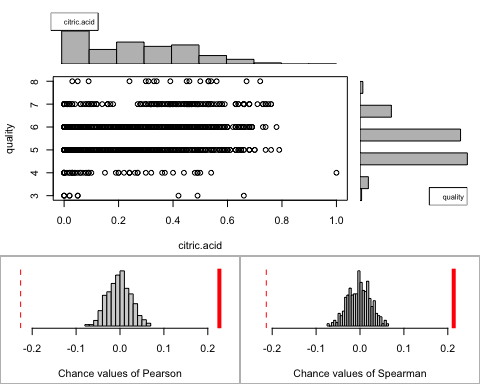 citric.acid
quality
8
7
6
5
4
3
0.0 0.2 0.4 0.6 0.8 1.0
citric.acid
quality
-0.2 -0.1 0.0 0.1 0.2
Chance values of Pearson
-0.2 -0.1 0.0 0.1 0.2
Chance values of Spearman